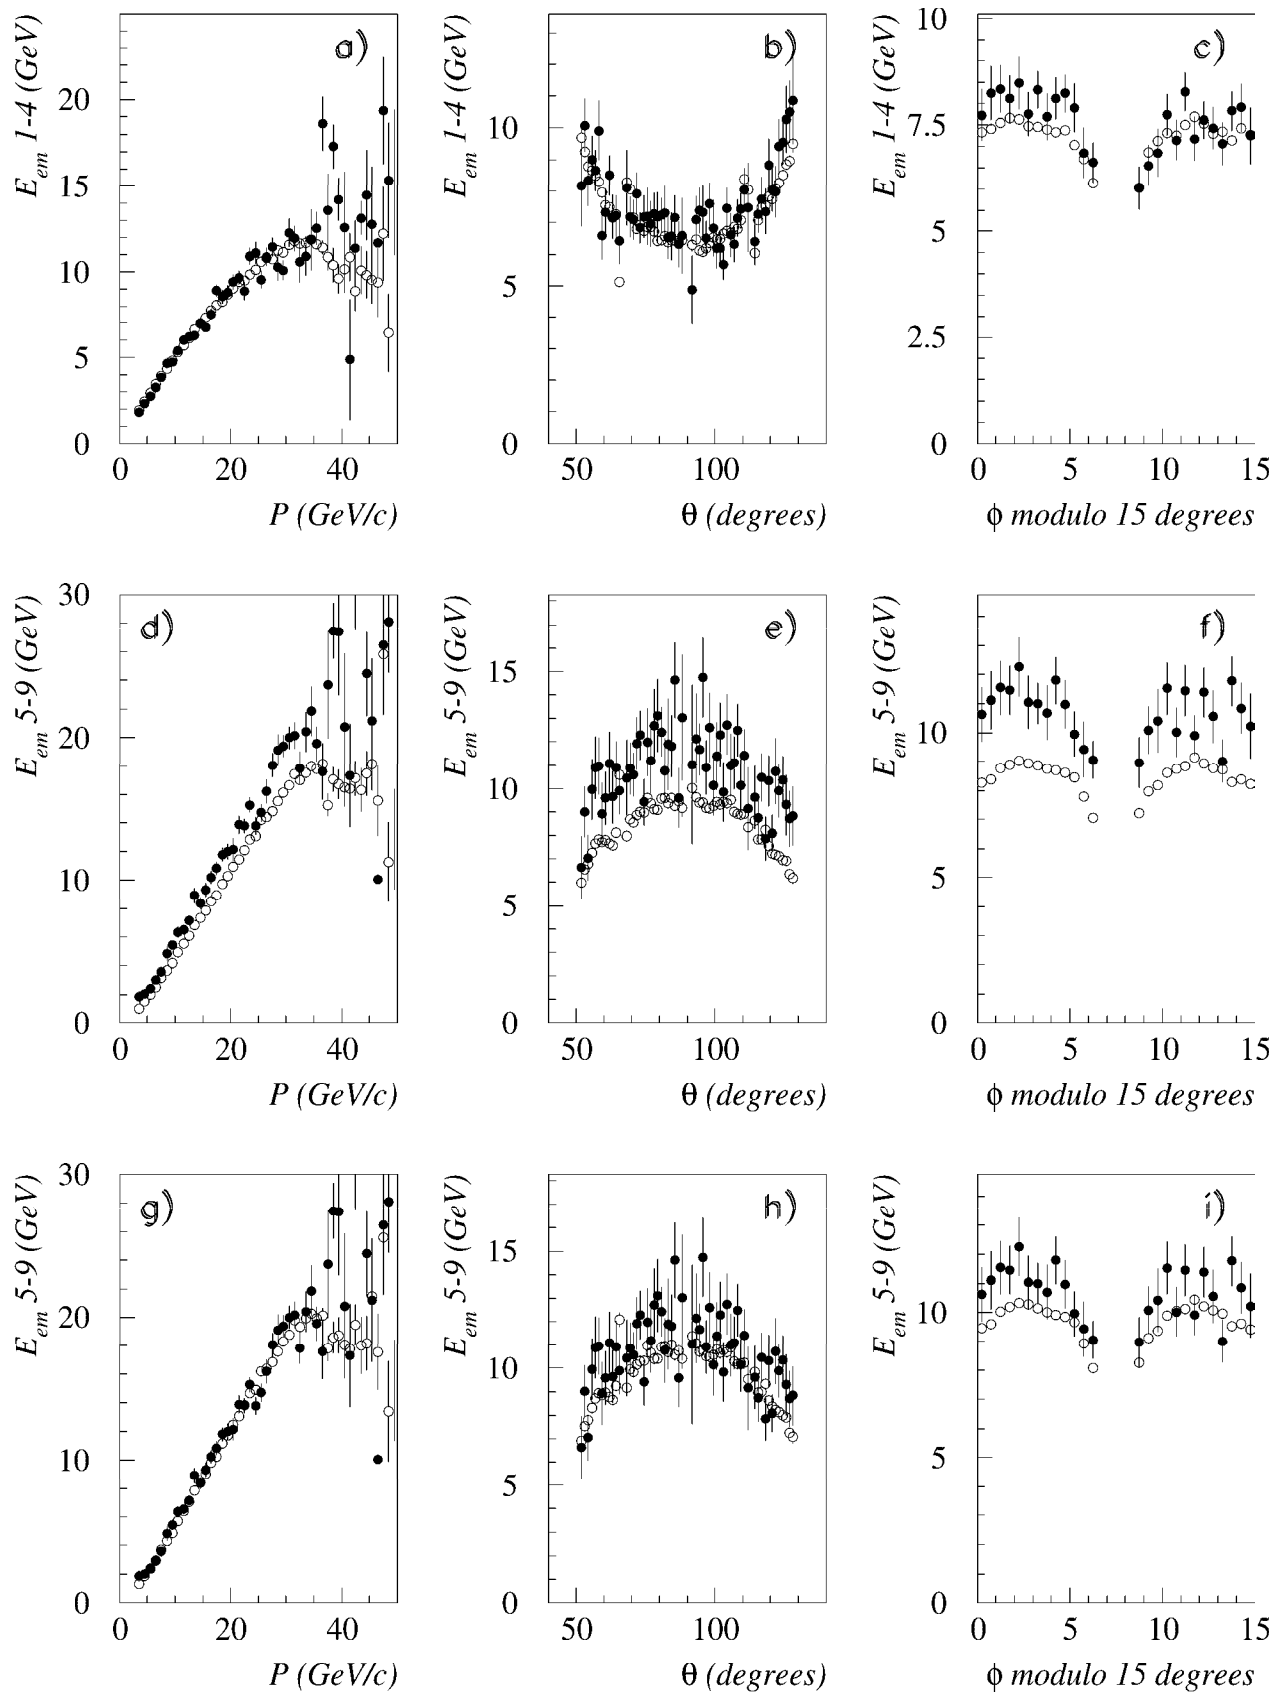 E_em 1-4 (GeV)
a)
20
15
10
5
0
0 20 40
P (GeV/c)
E_em 1-4 (GeV)
b)
10
5
0
50 100
θ (degrees)
E_em 1-4 (GeV)
c)
10
7.5
5
2.5
0
0 5 10 15
ϕ modulo 15 degrees
E_em 5-9 (GeV)
d)
30
20
10
0
0 20 40
P (GeV/c)
E_em 5-9 (GeV)
e)
15
10
5
0
50 100
θ (degrees)
E_em 5-9 (GeV)
f)
10
5
0
0 5 10 15
ϕ modulo 15 degrees
E_em 5-9 (GeV)
g)
30
20
10
0
0 20 40
P (GeV/c)
E_em 5-9 (GeV)
h)
15
10
5
0
50 100
θ (degrees)
E_em 5-9 (GeV)
i)
10
5
0
0 5 10 15
ϕ modulo 15 degrees